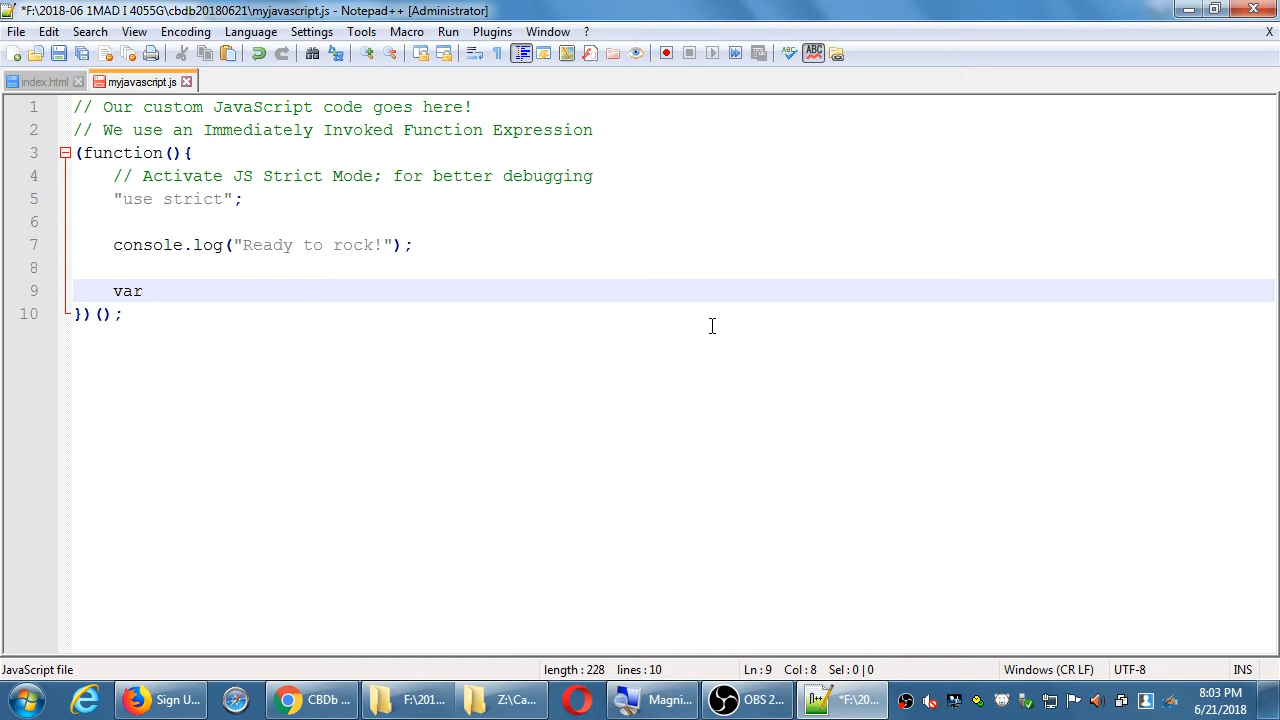 *F:\2018-06 1MAD I 4055G\cbdb20180621\myjavascript.js - Notepad++ [Administrator]
File Edit Search View Encoding Language Settings Tools Macro Run Plugins Window ? X
index.html myjavascript.js
1 // Our custom JavaScript code goes here!
2 // We use an Immediately Invoked Function Expression
3 (function(){
4 // Activate JS Strict Mode; for better debugging
5 "use strict";
6
7 console.log("Ready to rock!");
8
9 var
10 })();
JavaScript file length : 228 lines : 10 Ln : 9 Col : 8 Sel : 0 | 0 Windows (CR LF) UTF-8 INS
Sign U... CBDb ... F:\201... Z:\Ca... Magni... OBS 2... *F:\20... 8:03 PM
6/21/2018